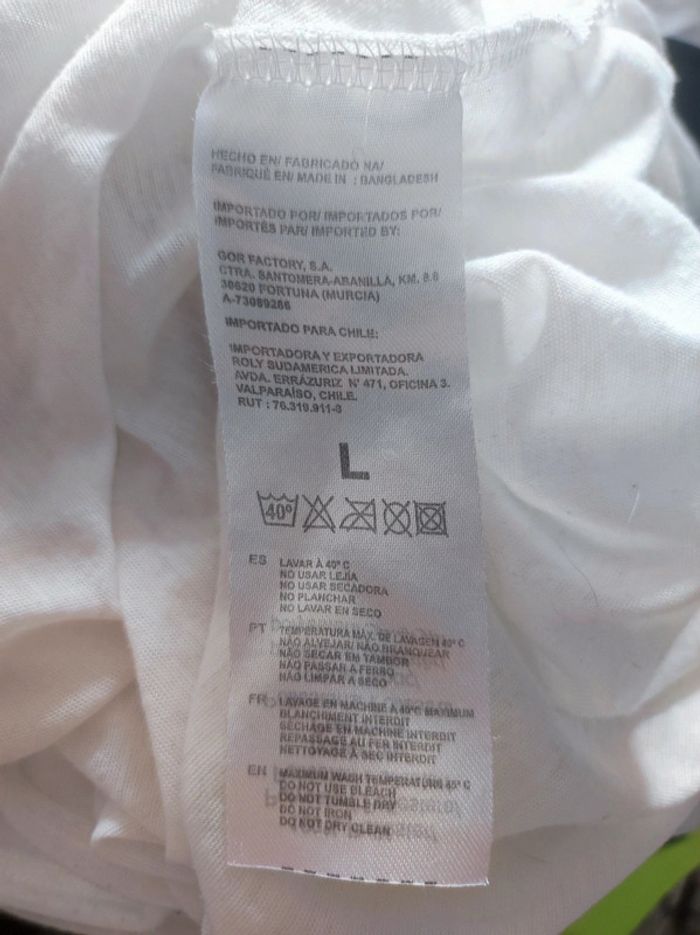 HECHO EN/ FABRICADO NA/
FABRIQUÉ EN/ MADE IN : BANGLADESH
IMPORTADO POR/ IMPORTADOS POR/
IMPORTÉS PAR/ IMPORTED BY:
GOR FACTORY, S.A.
CTRA. SANTOMERA-ABANILLA, KM. 8.8
30620 FORTUNA (MURCIA)
A-73089286
IMPORTADO PARA CHILE:
IMPORTADORA Y EXPORTADORA
ROLY SUDAMERICA LIMITADA.
AVDA. ERRÁZURIZ N° 471, OFICINA 3.
VALPARAÍSO, CHILE.
RUT : 76.310.911-8
L
40º
ES LAVAR À 40° C
NO USAR LEJÍA
NO USAR SECADORA
NO PLANCHAR
NO LAVAR EN SECO
PT TEMPERATURA MÁX. DE LAVAGEN 40° C
NÃO ALVEJAR/ NÃO BRANQUEAR
NÃO SECAR EM TAMBOR
NÃO PASSAR A FERRO
NÃO LIMPAR A SECO
FR LAVAGE EN MACHINE À 40°C MAXIMUM
BLANCHIMENT INTERDIT
SÉCHAGE EN MACHINE INTERDIT
REPASSAGE AU FER INTERDIT
NETTOYAGE À SEC INTERDIT
EN MAXIMUM WASH TEMPERATURE 40° C
DO NOT USE BLEACH
DO NOT TUMBLE DRY
DO NOT IRON
DO NOT DRY CLEAN